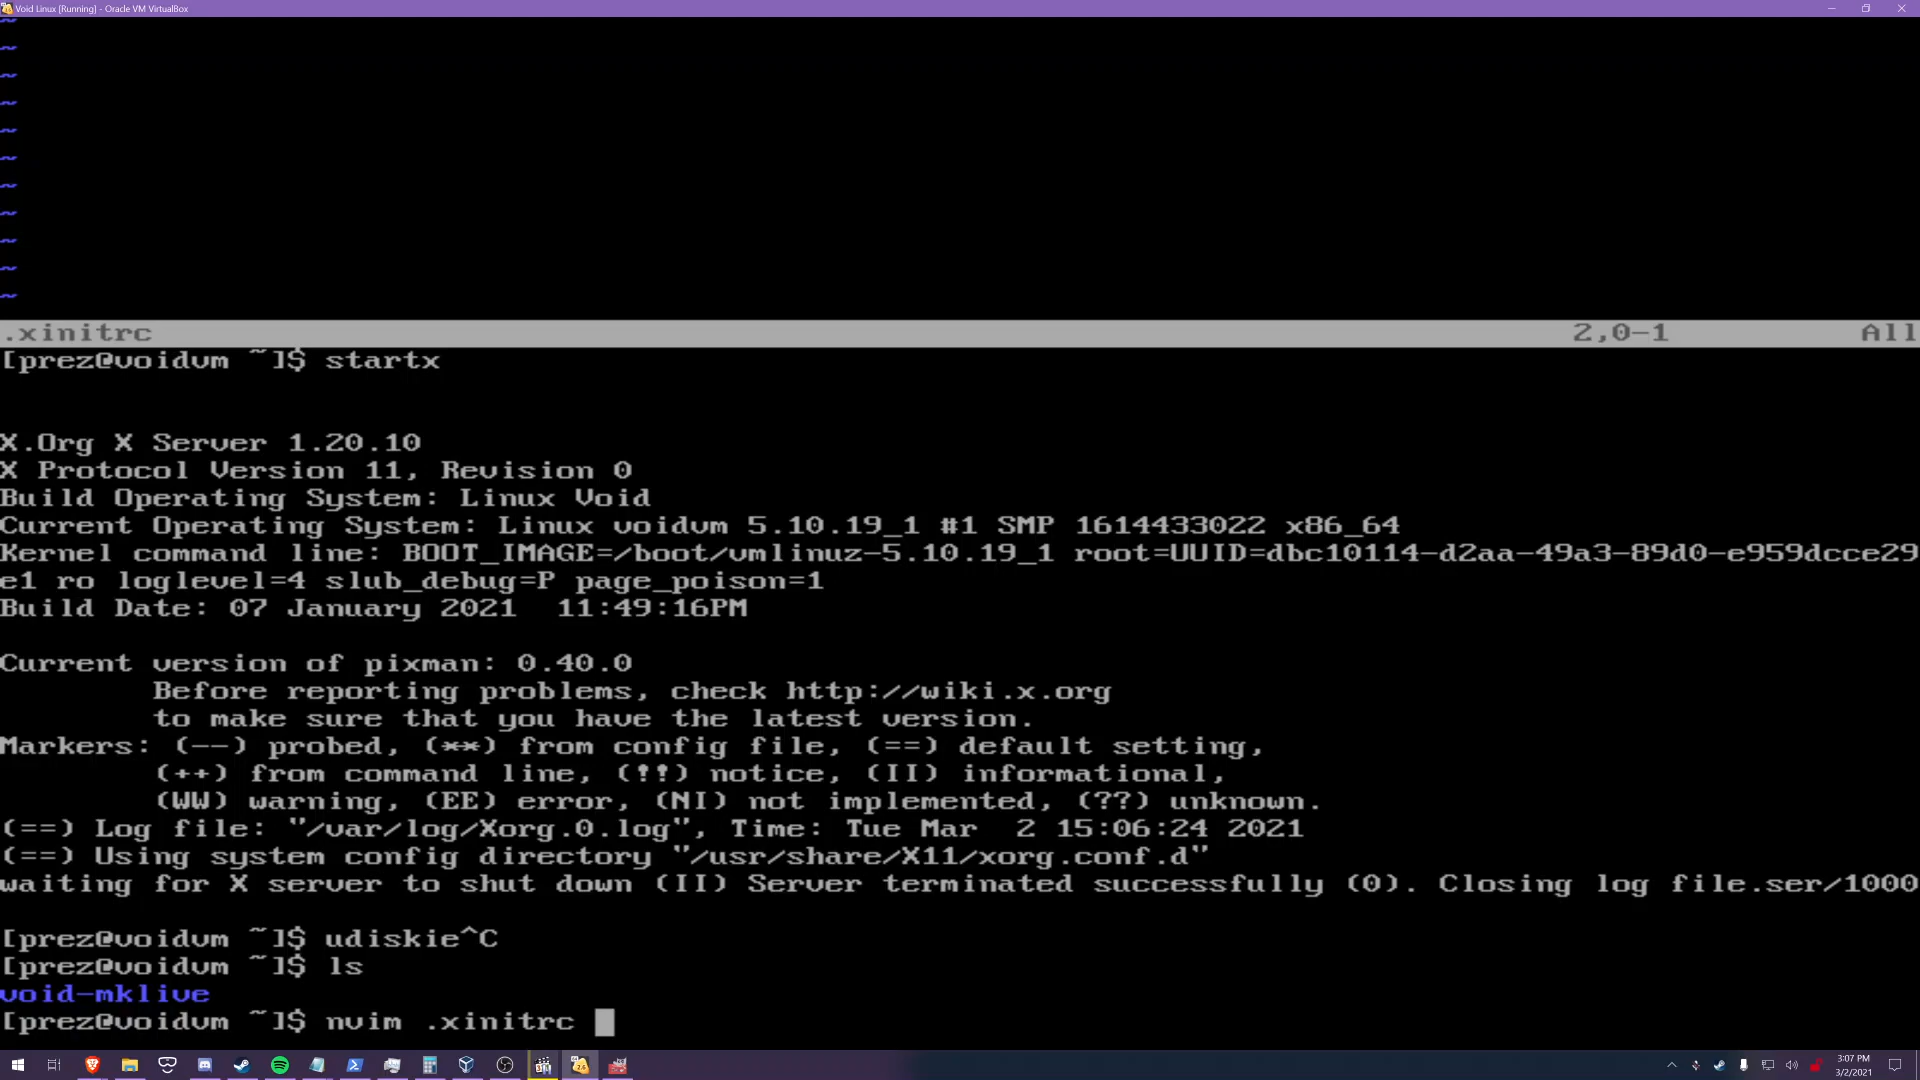 Void Linux [Running] - Oracle VM VirtualBox
~
~
~
~
~
~
~
~
~
~
~
.xinitrc 2,0-1 All
[prez@voidvm ~]$ startx
X.Org X Server 1.20.10
X Protocol Version 11, Revision 0
Build Operating System: Linux Void
Current Operating System: Linux voidvm 5.10.19_1 #1 SMP 1614433022 x86_64
Kernel command line: BOOT_IMAGE=/boot/vmlinuz-5.10.19_1 root=UUID=dbc10114-d2aa-49a3-89d0-e959dcce29
e1 ro loglevel=4 slub_debug=P page_poison=1
Build Date: 07 January 2021  11:49:16PM
Current version of pixman: 0.40.0
Before reporting problems, check http://wiki.x.org
to make sure that you have the latest version.
Markers: (--) probed, (**) from config file, (==) default setting,
(++) from command line, (!!) notice, (II) informational,
(WW) warning, (EE) error, (NI) not implemented, (??) unknown.
(==) Log file: "/var/log/Xorg.0.log", Time: Tue Mar  2 15:06:24 2021
(==) Using system config directory "/usr/share/X11/xorg.conf.d"
waiting for X server to shut down (II) Server terminated successfully (0). Closing log file.ser/1000
[prez@voidvm ~]$ udiskie^C
[prez@voidvm ~]$ ls
void-mklive
[prez@voidvm ~]$ nvim .xinitrc
3:07 PM
3/2/2021